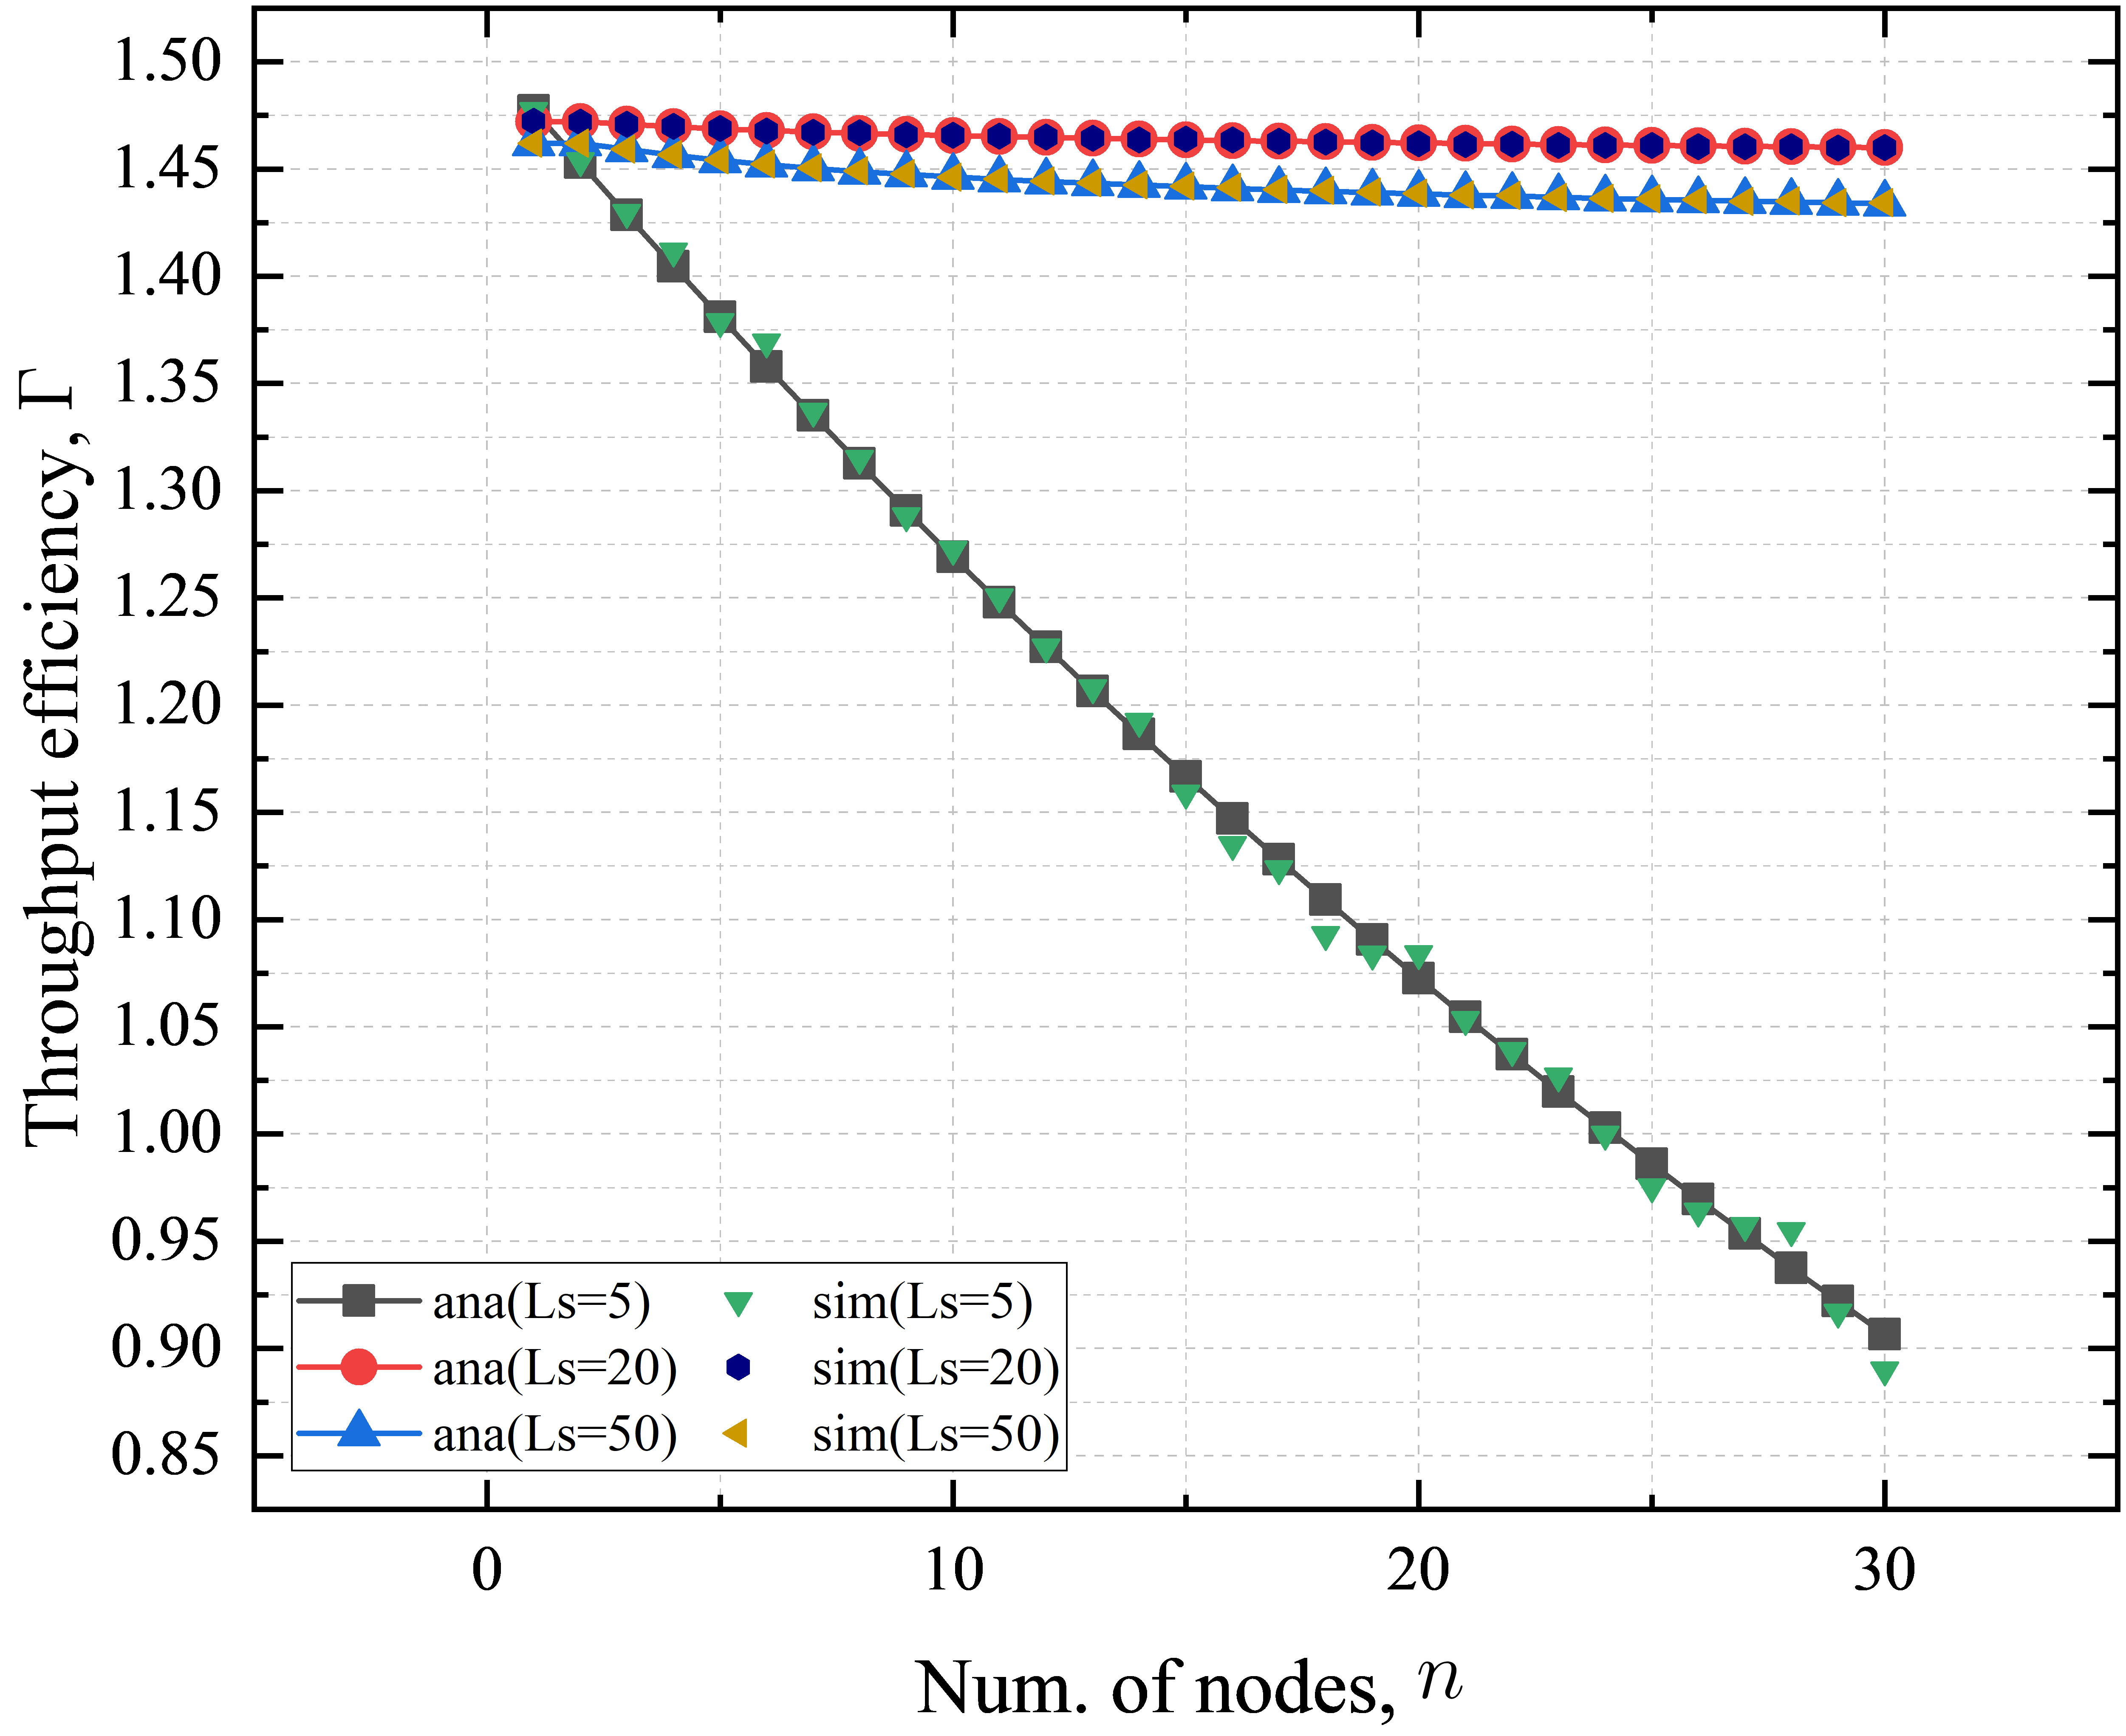 Throughput efficiency, Γ
1.50
1.45
1.40
1.35
1.30
1.25
1.20
1.15
1.10
1.05
1.00
0.95
0.90
0.85
ana(Ls=5) sim(Ls=5)
ana(Ls=20) sim(Ls=20)
ana(Ls=50) sim(Ls=50)
0 10 20 30
Num. of nodes, n